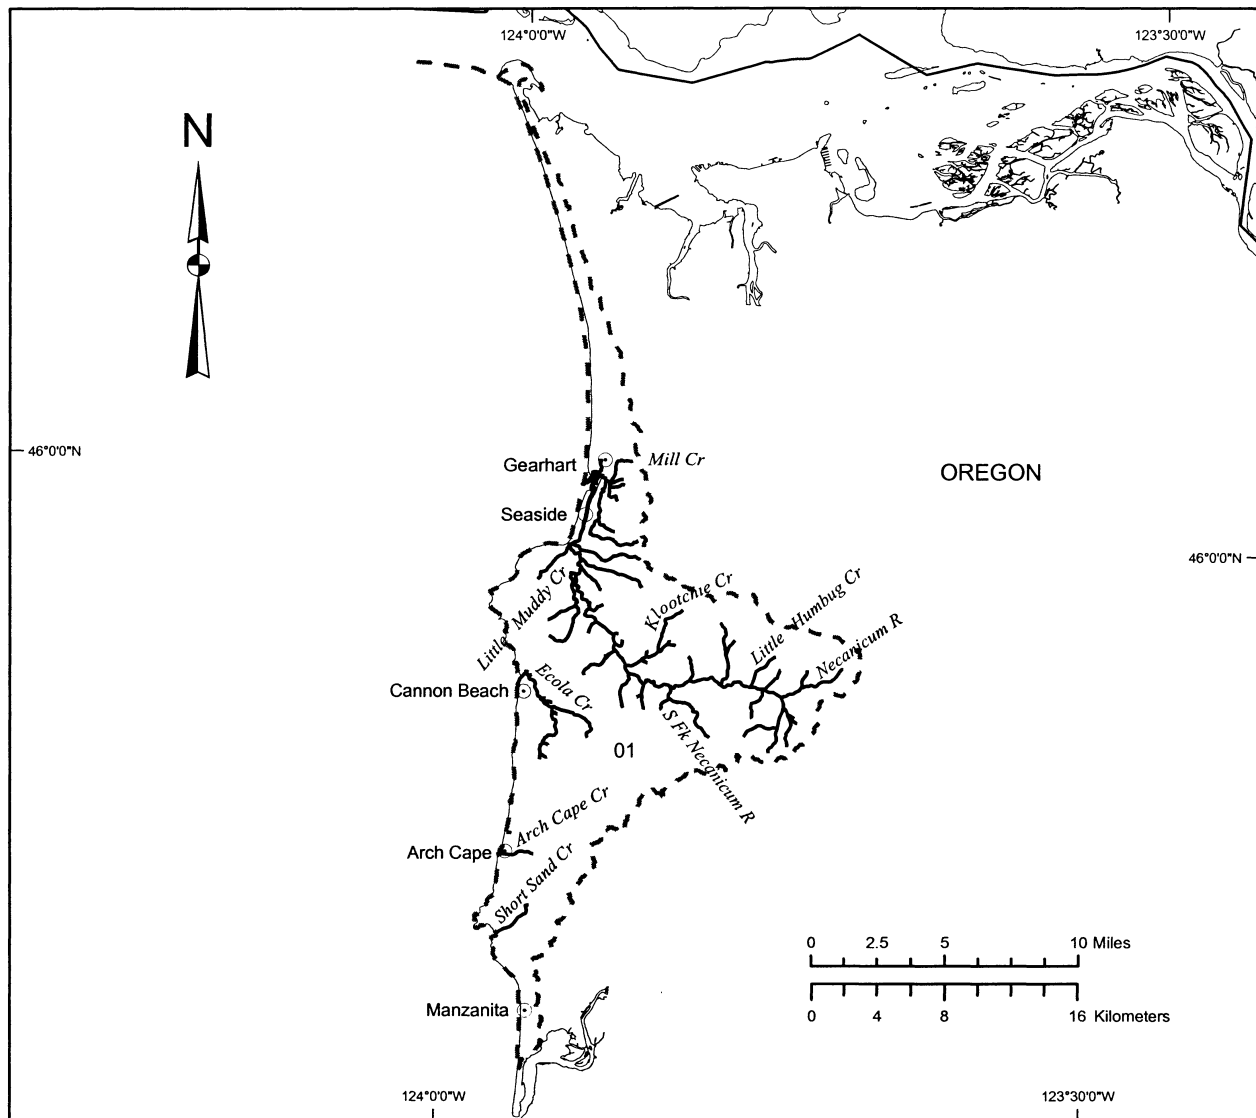 124°0'0"W
123°30'0"W
N
46°0'0"N
Gearhart
Mill Cr
OREGON
Seaside
46°0'0"N
Little Muddy Cr
Klootchie Cr
Little Humbug Cr
Necanicum R
Cannon Beach
Ecola Cr
S Fk Necanicum R
01
Arch Cape Cr
Arch Cape
Short Sand Cr
0 2.5 5 10 Miles
0 4 8 16 Kilometers
Manzanita
124°0'0"W
123°30'0"W